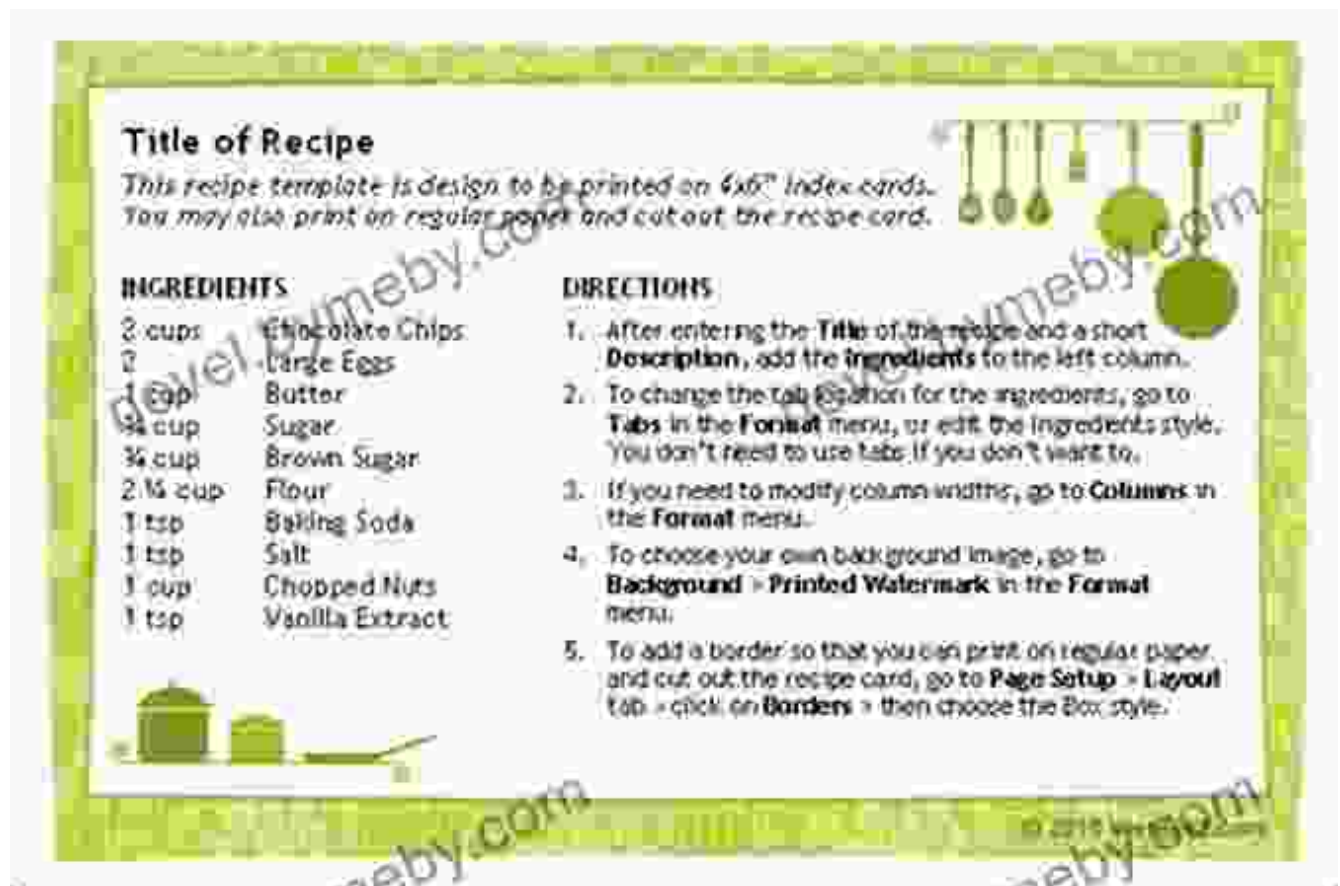 Title of Recipe
This recipe template is design to be printed on 4x6" index cards.
You may also print on regular paper and cut out the recipe card.
INGREDIENTS
2 cups Chocolate Chips
2 Large Eggs
1 cup Butter
¾ cup Sugar
¾ cup Brown Sugar
2 ¼ cup Flour
1 tsp Baking Soda
1 tsp Salt
1 cup Chopped Nuts
1 tsp Vanilla Extract
DIRECTIONS
1. After entering the Title of the recipe and a short
Description, add the Ingredients to the left column.
2. To change the tab location for the ingredients, go to
Tabs in the Format menu, or edit the Ingredients style.
You don't need to use tabs if you don't want to.
3. If you need to modify column widths, go to Columns in
the Format menu.
4. To choose your own background image, go to
Background > Printed Watermark in the Format
menu.
5. To add a border so that you can print on regular paper
and cut out the recipe card, go to Page Setup > Layout
tab > click on Borders > then choose the Box style.
novel.bymeby.com
novel.bymeby.com